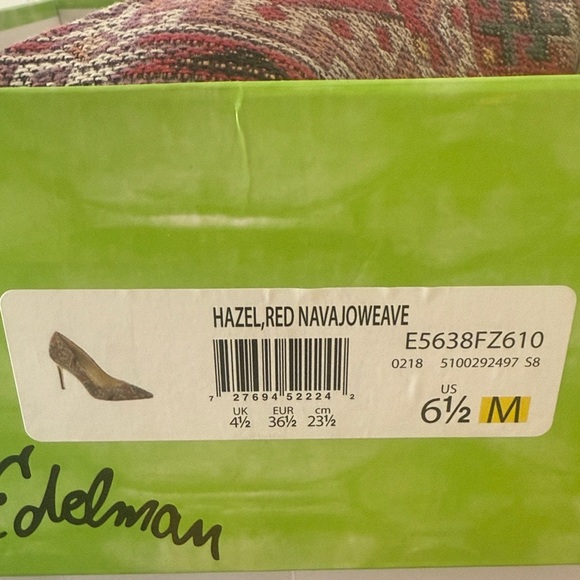 HAZEL,RED NAVAJOWEAVE
E5638FZ610
0218 5100292497 S8
7 27694 52224 2
UK EUR cm
4½ 36½ 23½
US
6½ M
Edelman